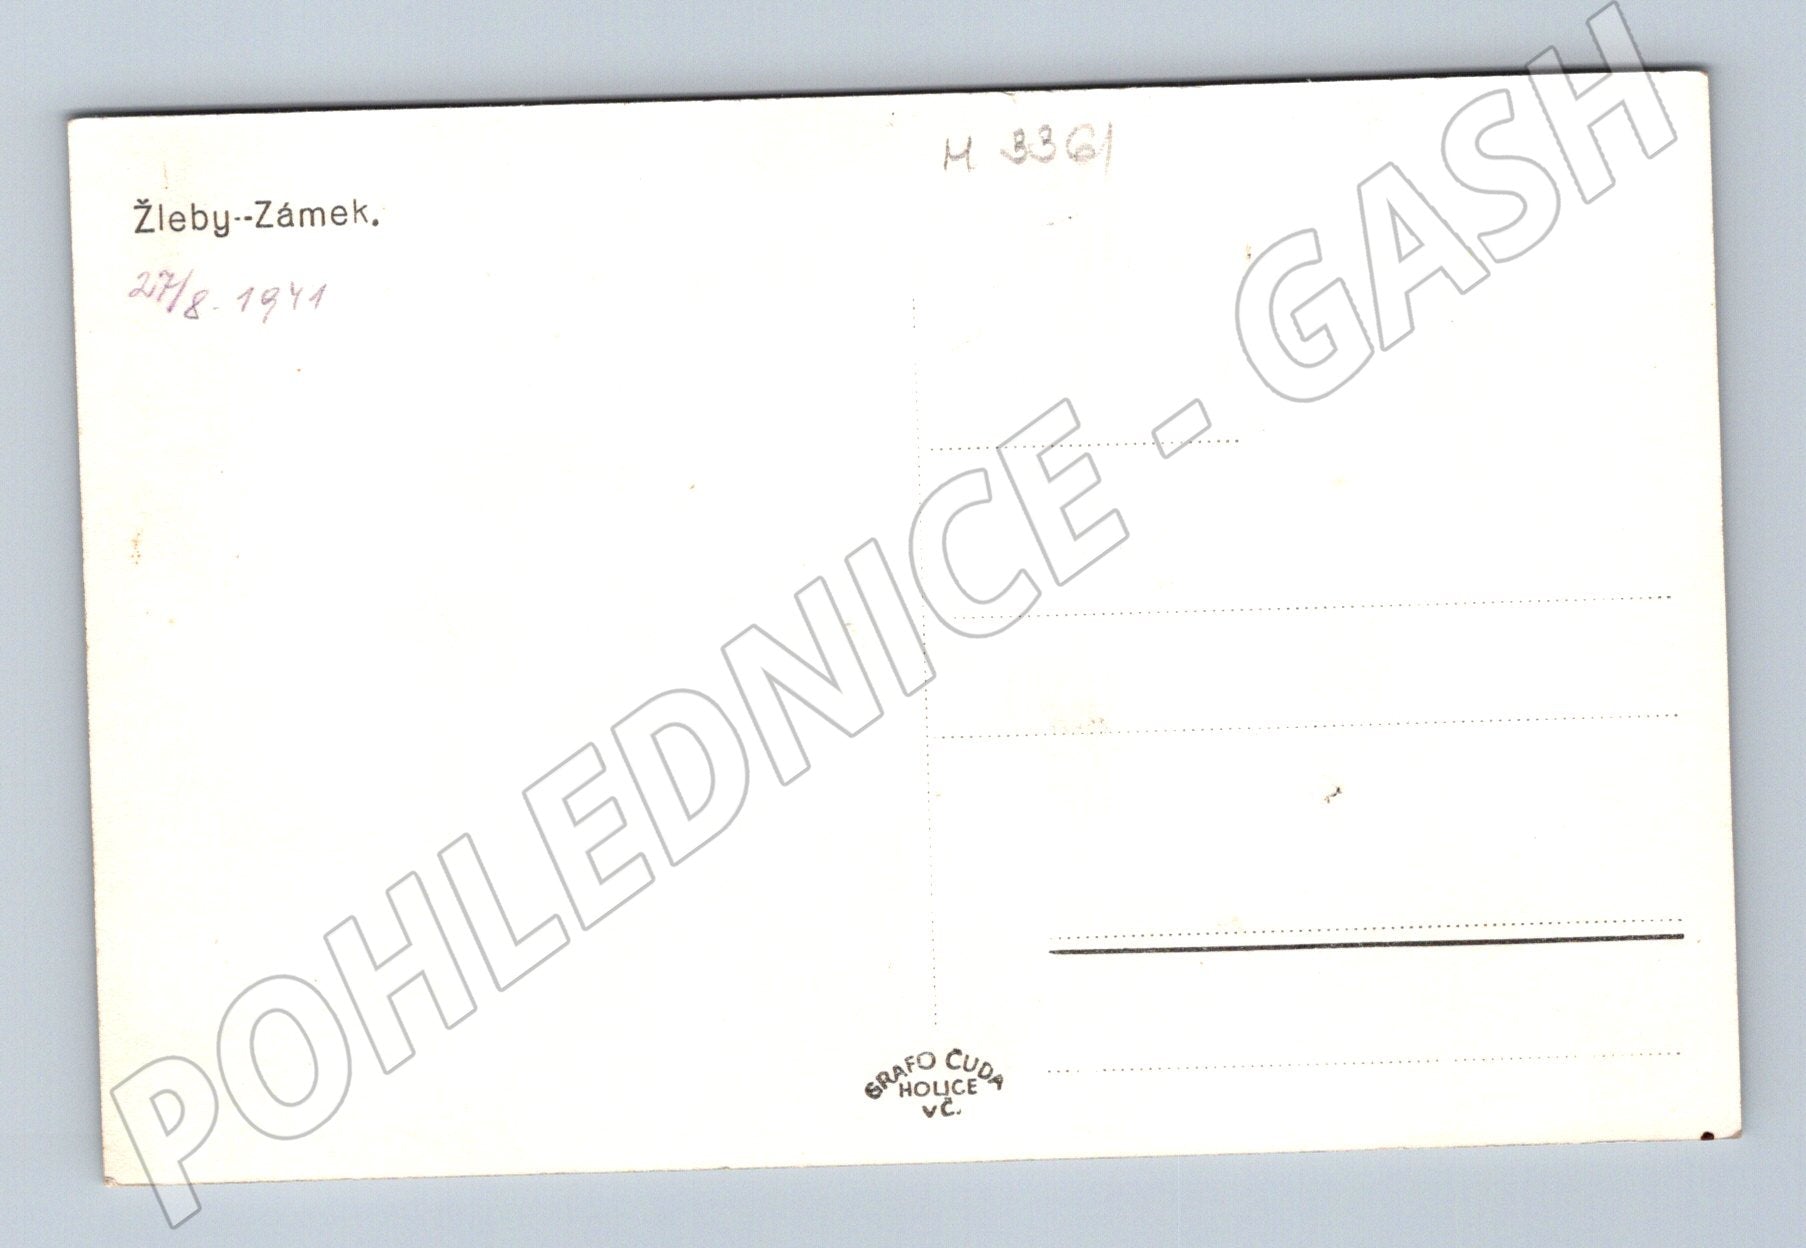 M 3361
Žleby--Zámek.
27/8. 1941
POHLEDNICE - GASH
GRAFO ČUDA
HOLICE
VČ.